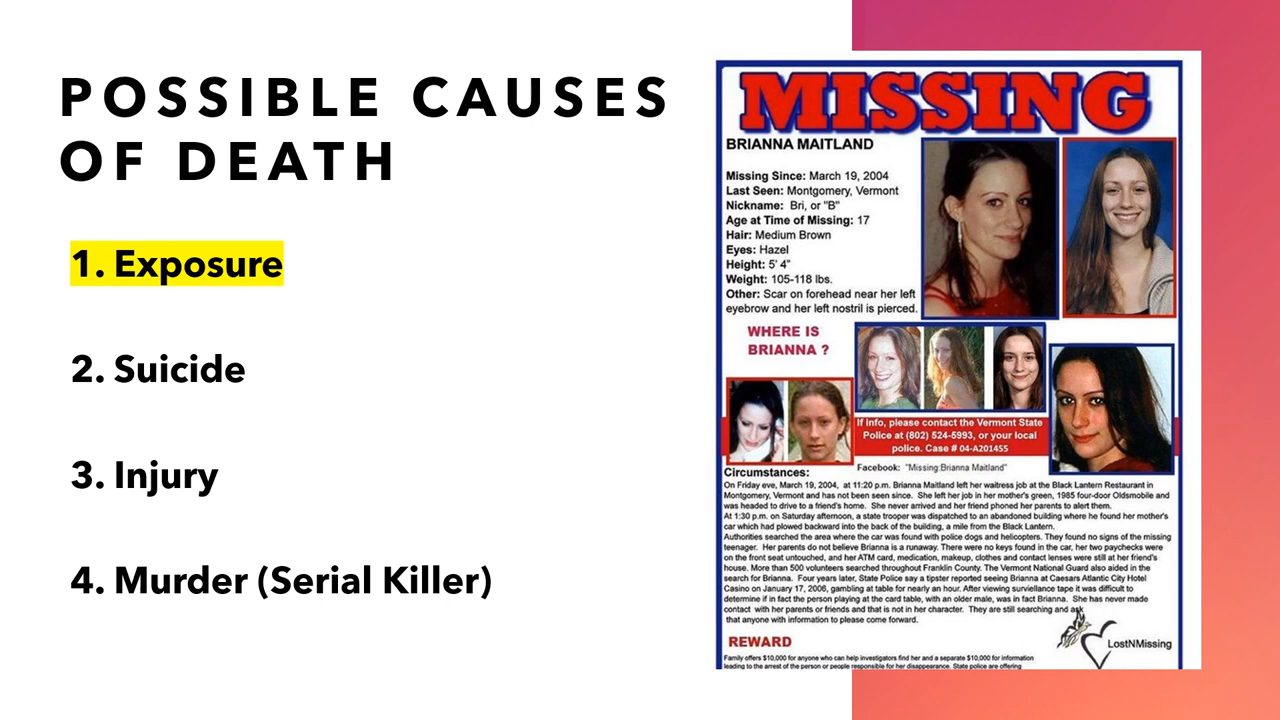 POSSIBLE CAUSES
OF DEATH
1. Exposure
2. Suicide
3. Injury
4. Murder (Serial Killer)
MISSING
BRIANNA MAITLAND
Missing Since: March 19, 2004
Last Seen: Montgomery, Vermont
Nickname: Bri, or "B"
Age at Time of Missing: 17
Hair: Medium Brown
Eyes: Hazel
Height: 5' 4"
Weight: 105-118 lbs.
Other: Scar on forehead near her left
eyebrow and her left nostril is pierced.
WHERE IS
BRIANNA ?
If info, please contact the Vermont State
Police at (802) 524-5993, or your local
police. Case # 04-A201455
Facebook: "Missing:Brianna Maitland"
Circumstances:
On Friday eve, March 19, 2004, at 11:20 p.m. Brianna Maitland left her waitress job at the Black Lantern Restaurant in
Montgomery, Vermont and has not been seen since. She left her job in her mother's green, 1985 four-door Oldsmobile and
was headed to drive to a friend's home. She never arrived and her friend phoned her parents to alert them.
At 1:30 p.m. on Saturday afternoon, a state trooper was dispatched to an abandoned building where he found her mother's
car which had plowed backward into the back of the building, a mile from the Black Lantern.
Authorities searched the area where the car was found with police dogs and helicopters. They found no signs of the missing
teenager. Her parents do not believe Brianna is a runaway. There were no keys found in the car, her two paychecks were
on the front seat untouched, and her ATM card, medication, makeup, clothes and contact lenses were still at her friend's
house. More than 500 volunteers searched throughout Franklin County. The Vermont National Guard also aided in the
search for Brianna. Four years later, State Police say a tipster reported seeing Brianna at Caesars Atlantic City Hotel
Casino on January 17, 2006, gambling at table for nearly an hour. After viewing surviellance tape it was difficult to
determine if in fact the person playing at the card table, with an older male, was in fact Brianna. She has never made
contact with her parents or friends and that is not in her character. They are still searching and ask
that anyone with information to please come forward.
LostNMissing
REWARD
Family offers $10,000 for anyone who can help investigators find her and a separate $10,000 for information
leading to the arrest of the person or people responsible for her disappearance. State police are offering